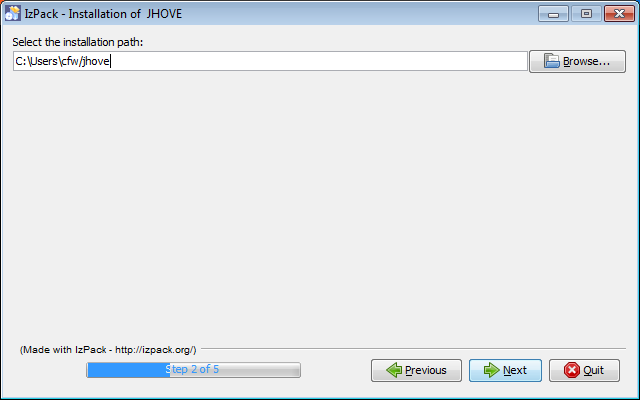 IzPack - Installation of JHOVE
Select the installation path:
C:\Users\cfw/jhove
Browse...
(Made with IzPack - http://izpack.org/)
Step 2 of 5
Previous
Next
Quit